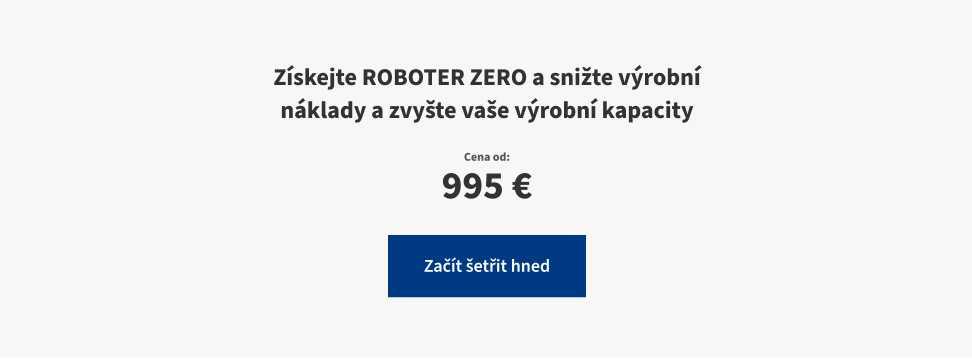 Získejte ROBOTER ZERO a snižte výrobní
náklady a zvyšte vaše výrobní kapacity
Cena od:
995 €
Začít šetřit hned